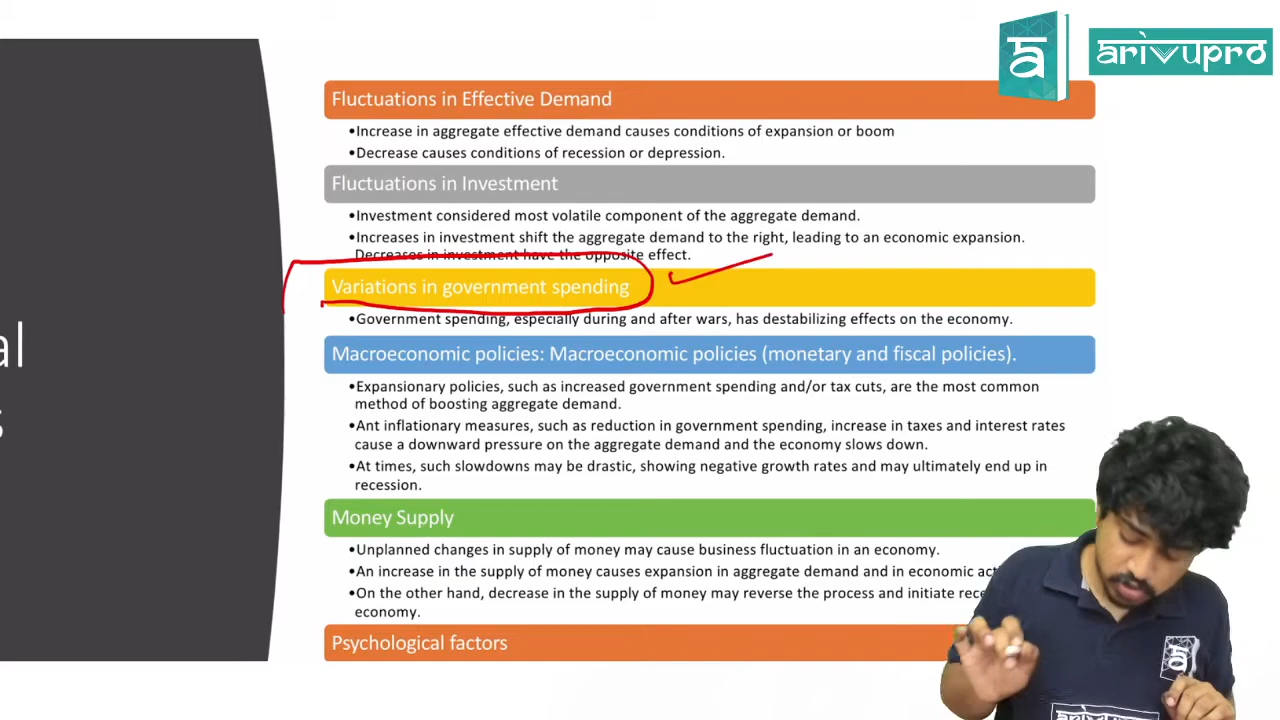 arivupro
Fluctuations in Effective Demand
•Increase in aggregate effective demand causes conditions of expansion or boom
•Decrease causes conditions of recession or depression.
Fluctuations in Investment
•Investment considered most volatile component of the aggregate demand.
•Increases in investment shift the aggregate demand to the right, leading to an economic expansion.
Decreases in investment have the opposite effect.
Variations in government spending
•Government spending, especially during and after wars, has destabilizing effects on the economy.
al
Macroeconomic policies: Macroeconomic policies (monetary and fiscal policies).
•Expansionary policies, such as increased government spending and/or tax cuts, are the most common
method of boosting aggregate demand.
s
•Ant inflationary measures, such as reduction in government spending, increase in taxes and interest rates
cause a downward pressure on the aggregate demand and the economy slows down.
•At times, such slowdowns may be drastic, showing negative growth rates and may ultimately end up in
recession.
Money Supply
•Unplanned changes in supply of money may cause business fluctuation in an economy.
•An increase in the supply of money causes expansion in aggregate demand and in economic
•On the other hand, decrease in the supply of money may reverse the process and initiate
economy.
Psychological factors
arivupro